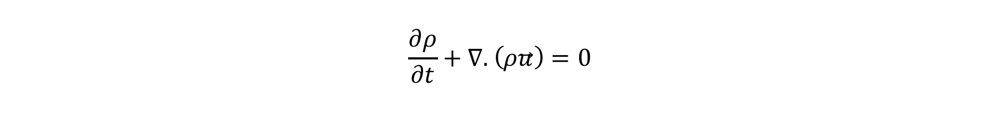 ∂ρ/∂t + ∇. (ρu⃗) = 0